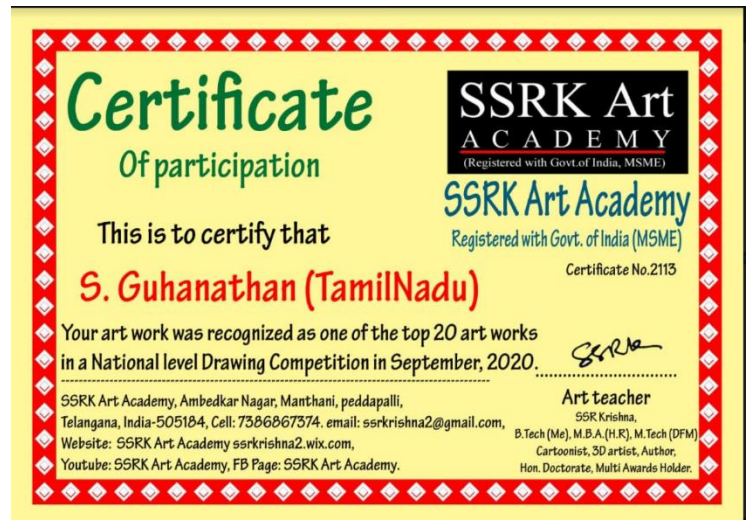 Certificate
Of participation
This is to certify that
S. Guhanathan (TamilNadu)
SSRK Art
ACADEMY
(Registered with Govt.of India, MSME)
SSRK Art Academy
Registered with Govt. of India (MSME)
Certificate No.2113
Your art work was recognized as one of the top 20 art works
in a National level Drawing Competition in September, 2020.
SSRK
SSRK Art Academy, Ambedkar Nagar, Manthani, peddapalli,
Telangana, India-505184, Cell: 7386867374. email: ssrkrishna2@gmail.com,
Website: SSRK Art Academy ssrkrishna2.wix.com,
Youtube: SSRK Art Academy, FB Page: SSRK Art Academy.
Art teacher
SSR Krishna,
B.Tech (Me), M.B.A.(H.R), M.Tech (DFM)
Cartoonist, 3D artist, Author,
Hon. Doctorate, Multi Awards Holder.